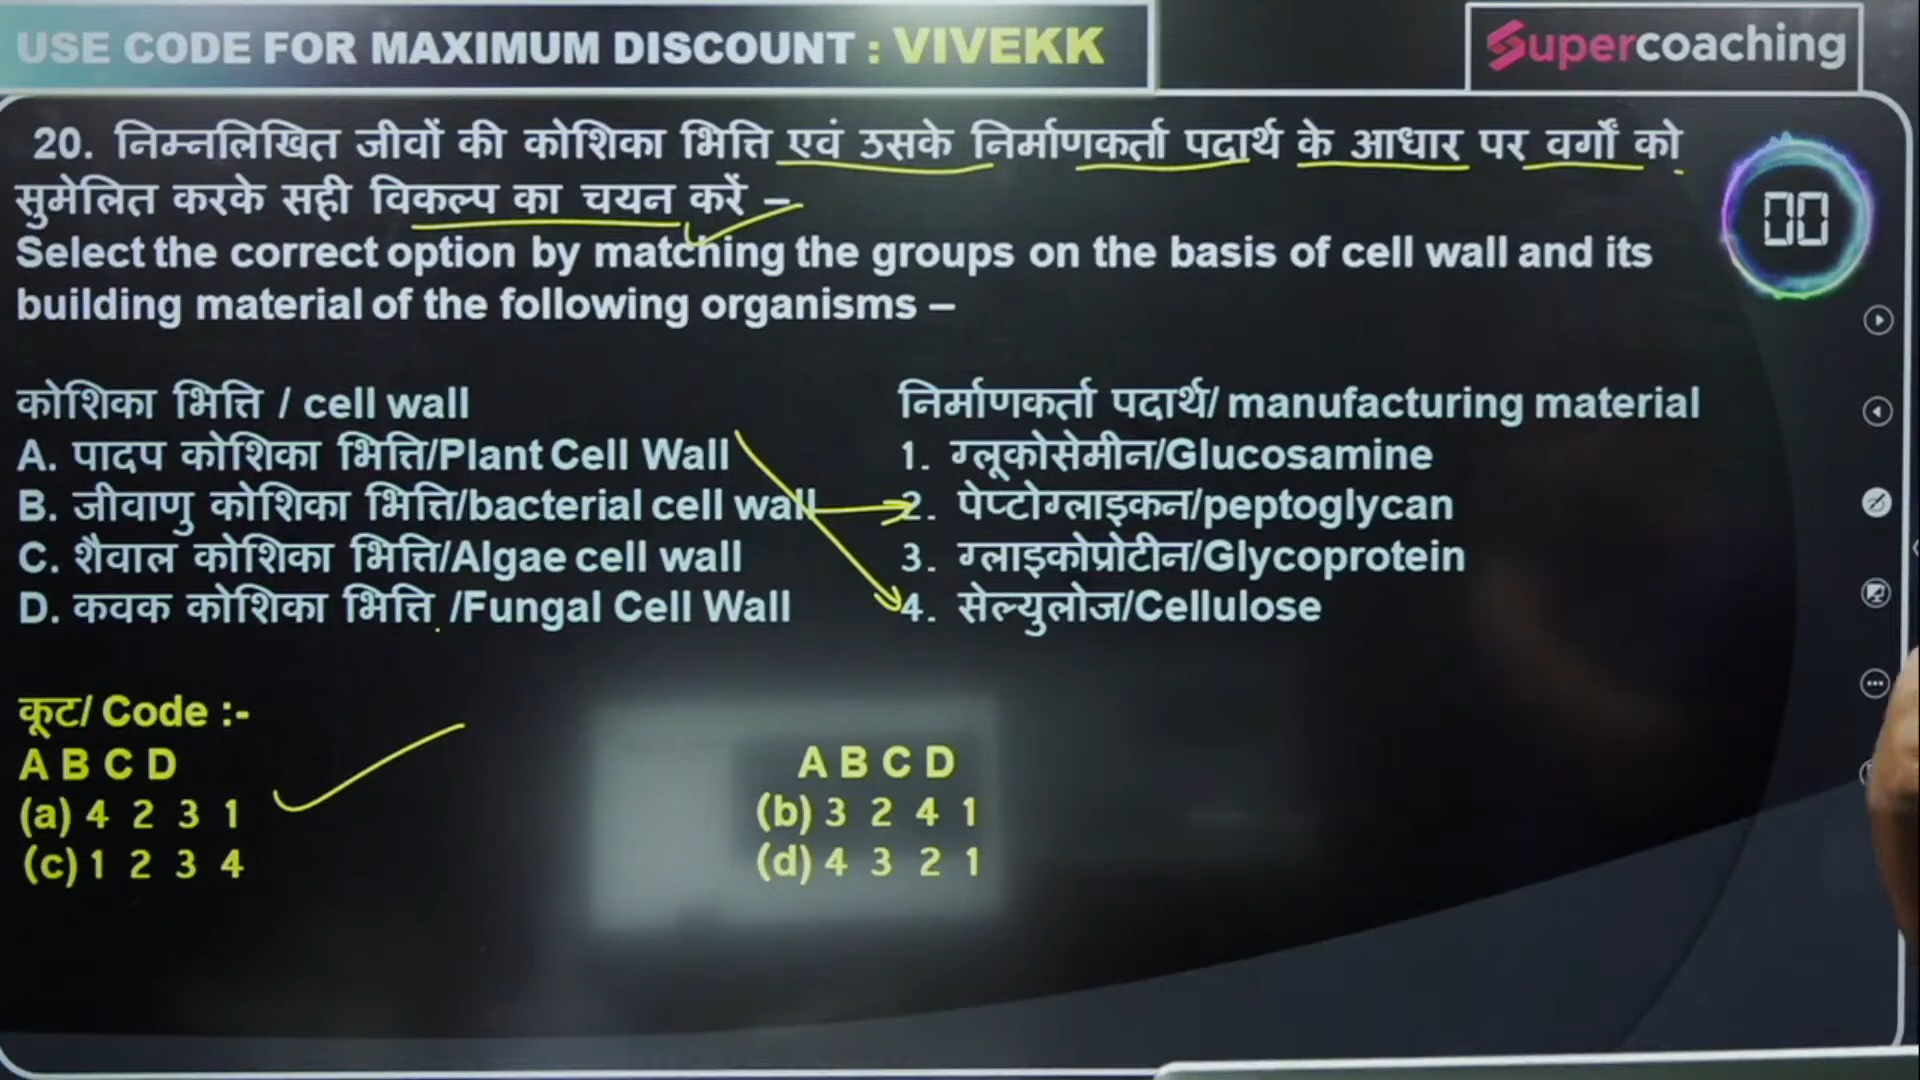 USE CODE FOR MAXIMUM DISCOUNT : VIVEKK
Supercoaching
20. निम्नलिखित जीवों की कोशिका भित्ति एवं उसके निर्माणकर्ता पदार्थ के आधार पर वर्गों को
सुमेलित करके सही विकल्प का चयन करें –
00
Select the correct option by matching the groups on the basis of cell wall and its
building material of the following organisms –
कोशिका भित्ति / cell wall
A. पादप कोशिका भित्ति/Plant Cell Wall
B. जीवाणु कोशिका भित्ति/bacterial cell wall
C. शैवाल कोशिका भित्ति/Algae cell wall
D. कवक कोशिका भित्ति /Fungal Cell Wall
निर्माणकर्ता पदार्थ/ manufacturing material
1. ग्लूकोसेमीन/Glucosamine
2. पेप्टोग्लाइकन/peptoglycan
3. ग्लाइकोप्रोटीन/Glycoprotein
4. सेल्युलोज/Cellulose
कूट/ Code :-
A B C D
(a) 4 2 3 1
(c) 1 2 3 4
A B C D
(b) 3 2 4 1
(d) 4 3 2 1